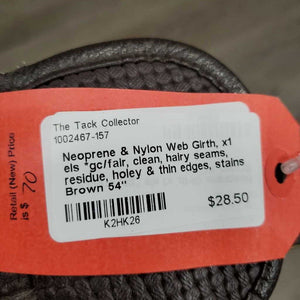 The Tack Collector
1002467-157
Neoprene & Nylon Web Girth, x1
els *gc/fair, clean, hairy seams,
residue, holey & thin edges, stains
Brown 54"
$28.50
K2HK26
Retail (New) Price
is $ 70